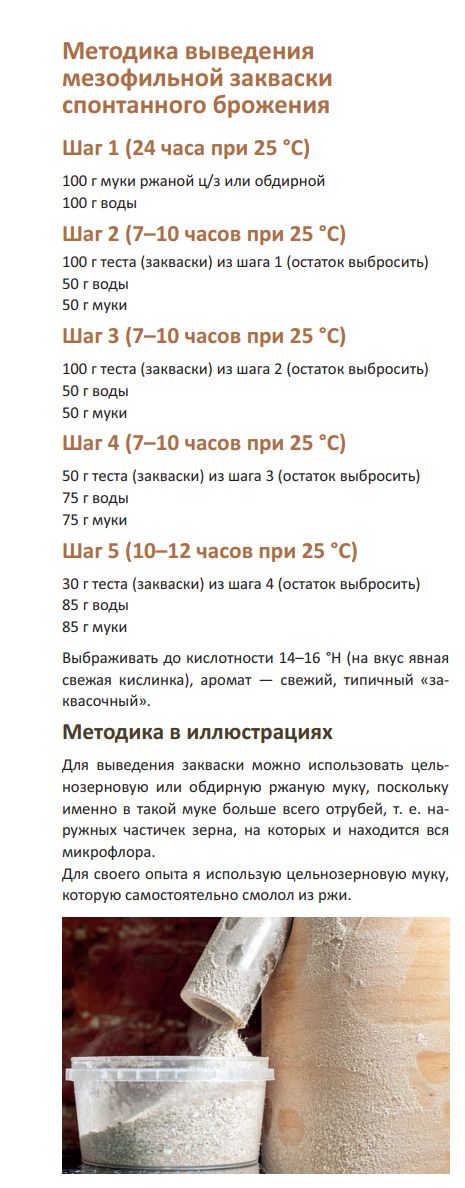 Методика выведения
мезофильной закваски
спонтанного брожения
Шаг 1 (24 часа при 25 °C)
100 г муки ржаной ц/з или обдирной
100 г воды
Шаг 2 (7–10 часов при 25 °C)
100 г теста (закваски) из шага 1 (остаток выбросить)
50 г воды
50 г муки
Шаг 3 (7–10 часов при 25 °C)
100 г теста (закваски) из шага 2 (остаток выбросить)
50 г воды
50 г муки
Шаг 4 (7–10 часов при 25 °C)
50 г теста (закваски) из шага 3 (остаток выбросить)
75 г воды
75 г муки
Шаг 5 (10–12 часов при 25 °C)
30 г теста (закваски) из шага 4 (остаток выбросить)
85 г воды
85 г муки
Выбраживать до кислотности 14–16 °Н (на вкус явная
свежая кислинка), аромат — свежий, типичный «за-
квасочный».
Методика в иллюстрациях
Для выведения закваски можно использовать цель-
нозерновую или обдирную ржаную муку, поскольку
именно в такой муке больше всего отрубей, т. е. на-
ружных частичек зерна, на которых и находится вся
микрофлора.
Для своего опыта я использую цельнозерновую муку,
которую самостоятельно смолол из ржи.